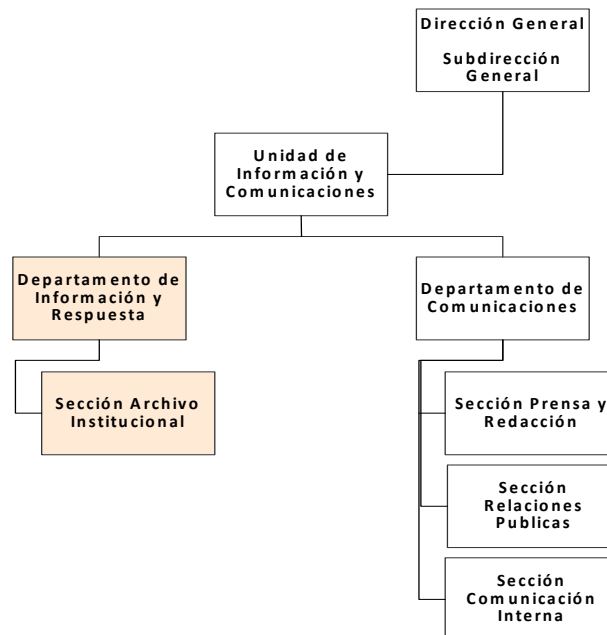 Dirección General
Subdirección
General
Unidad de
Información y
Comunicaciones
Departamento de
Información y
Respuesta
Departamento de
Comunicaciones
Sección Archivo
Institucional
Sección Prensa y
Redacción
Sección
Relaciones
Publicas
Sección
Comunicación
Interna